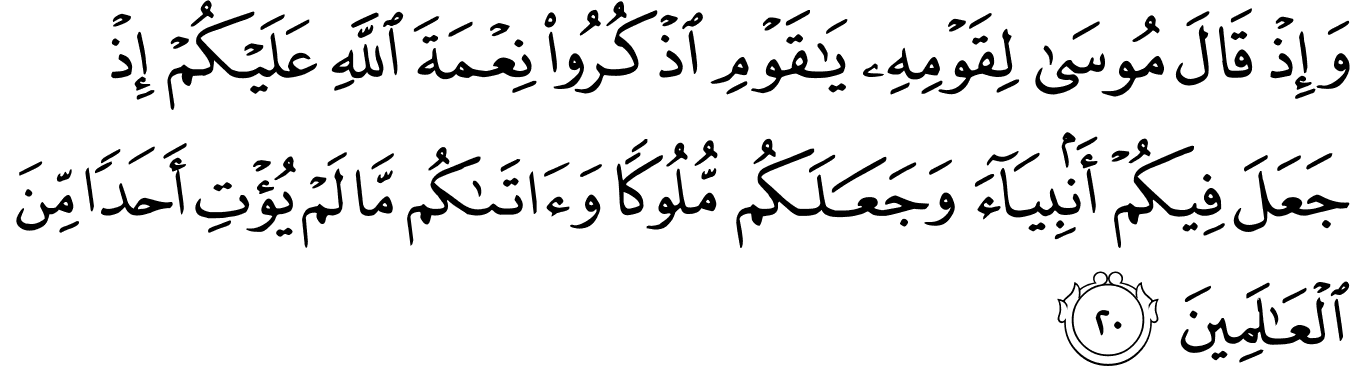 وَإِذْ قَالَ مُوسَىٰ لِقَوْمِهِۦ يَـٰقَوْمِ ٱذْكُرُوا۟ نِعْمَةَ ٱللَّهِ عَلَيْكُمْ إِذْ
جَعَلَ فِيكُمْ أَنۢبِيَآءَ وَجَعَلَكُم مُّلُوكًا وَءَاتَىٰكُم مَّا لَمْ يُؤْتِ أَحَدًا مِّنَ
ٱلْعَـٰلَمِينَ ٢٠